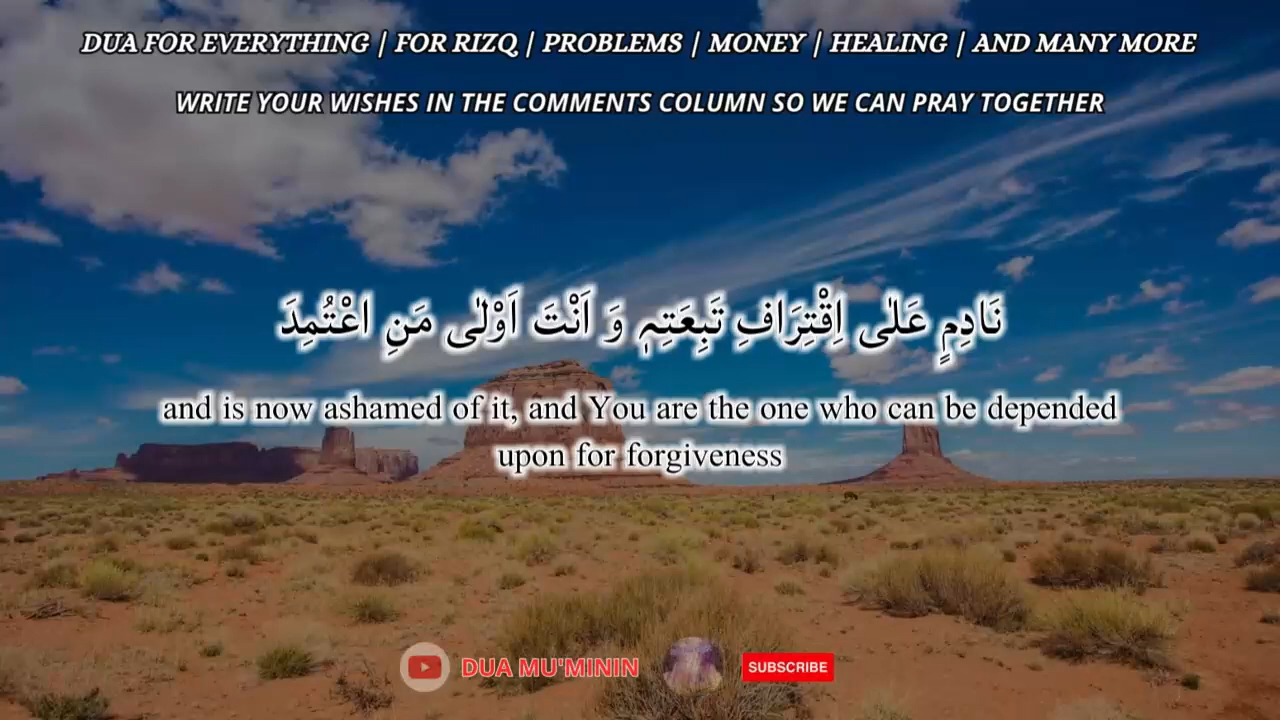 DUA FOR EVERYTHING | FOR RIZQ | PROBLEMS | MONEY | HEALING | AND MANY MORE
WRITE YOUR WISHES IN THE COMMENTS COLUMN SO WE CAN PRAY TOGETHER
نَادِمٍ عَلٰى اِقْتِرَافِ تَبِعَتِهٖ وَ اَنْتَ اَوْلٰى مَنِ اعْتُمِدَ
and is now ashamed of it, and You are the one who can be depended
upon for forgiveness
DUA MU'MININ
SUBSCRIBE